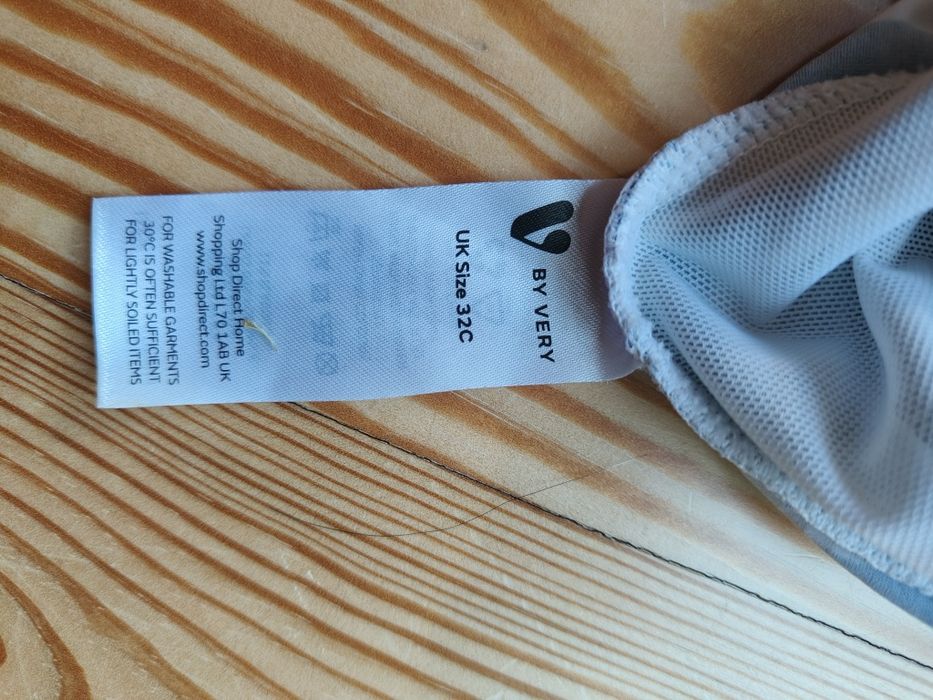 BY VERY
UK Size 32C
Shop Direct Home
Shopping Ltd L70 1AB UK
www.shopdirect.com
FOR WASHABLE GARMENTS
30°C IS OFTEN SUFFICIENT
FOR LIGHTLY SOILED ITEMS